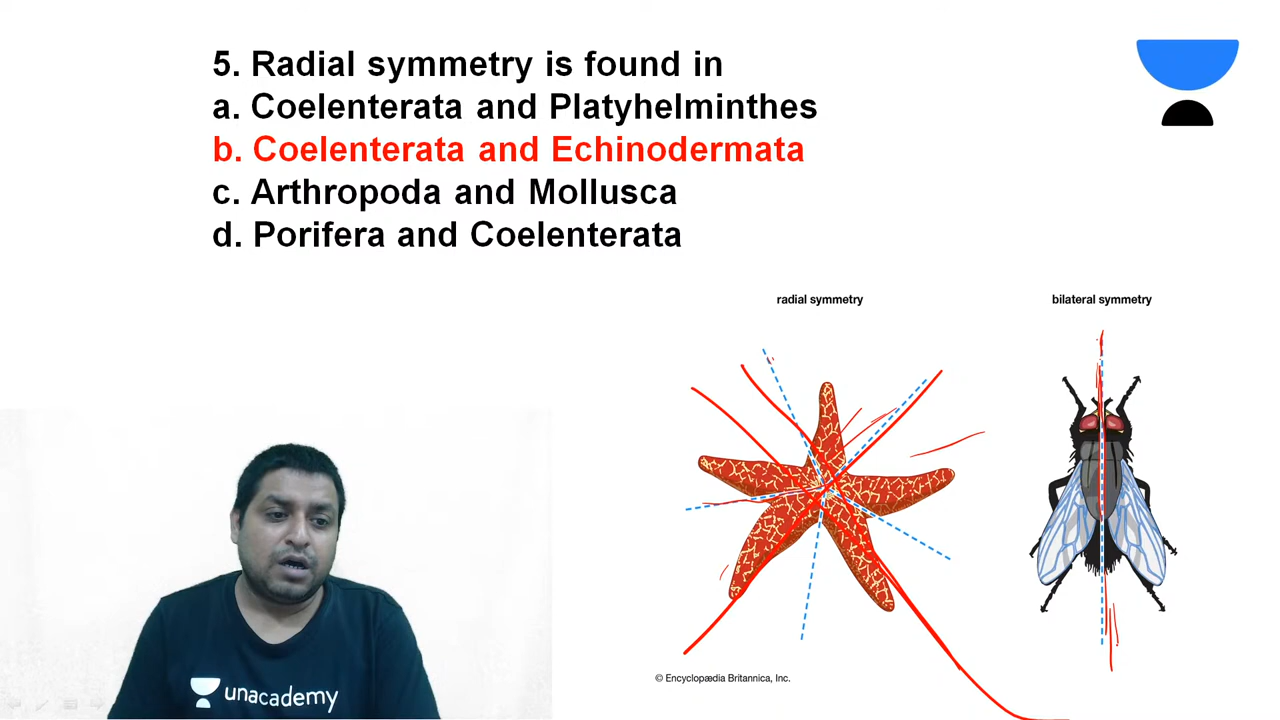 5. Radial symmetry is found in
a. Coelenterata and Platyhelminthes
b. Coelenterata and Echinodermata
c. Arthropoda and Mollusca
d. Porifera and Coelenterata
radial symmetry
bilateral symmetry
© Encyclopædia Britannica, Inc.
unacademy